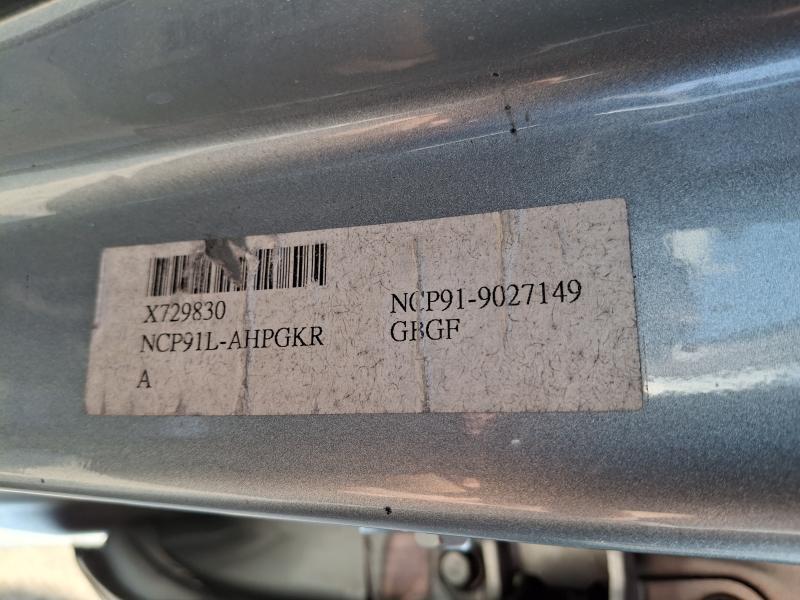 X729830
NCP91L-AHPGKR
A
NCP91-9027149
GBGF